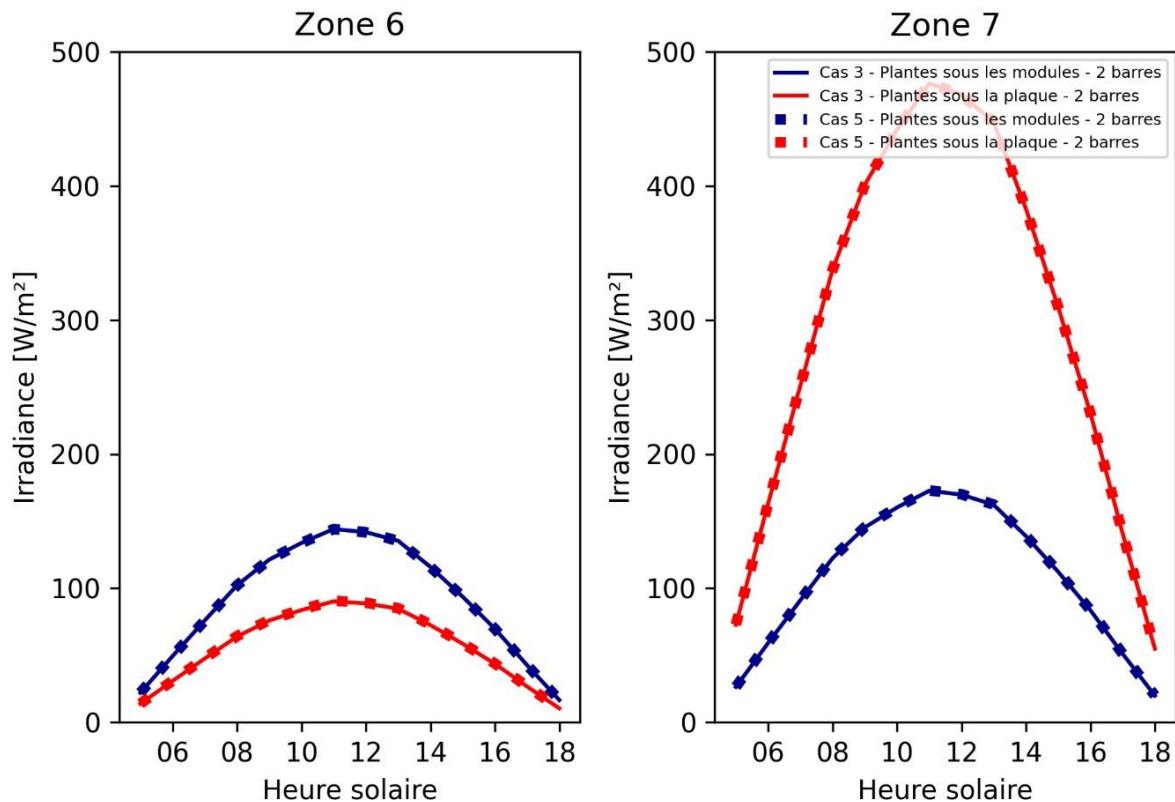 Zone 6
500
400
300
200
100
0
Irradiance [W/m²]
06 08 10 12 14 16 18
Heure solaire
Zone 7
Cas 3 - Plantes sous les modules - 2 barres
Cas 3 - Plantes sous la plaque - 2 barres
Cas 5 - Plantes sous les modules - 2 barres
Cas 5 - Plantes sous la plaque - 2 barres
500
400
300
200
100
0
Irradiance [W/m²]
06 08 10 12 14 16 18
Heure solaire